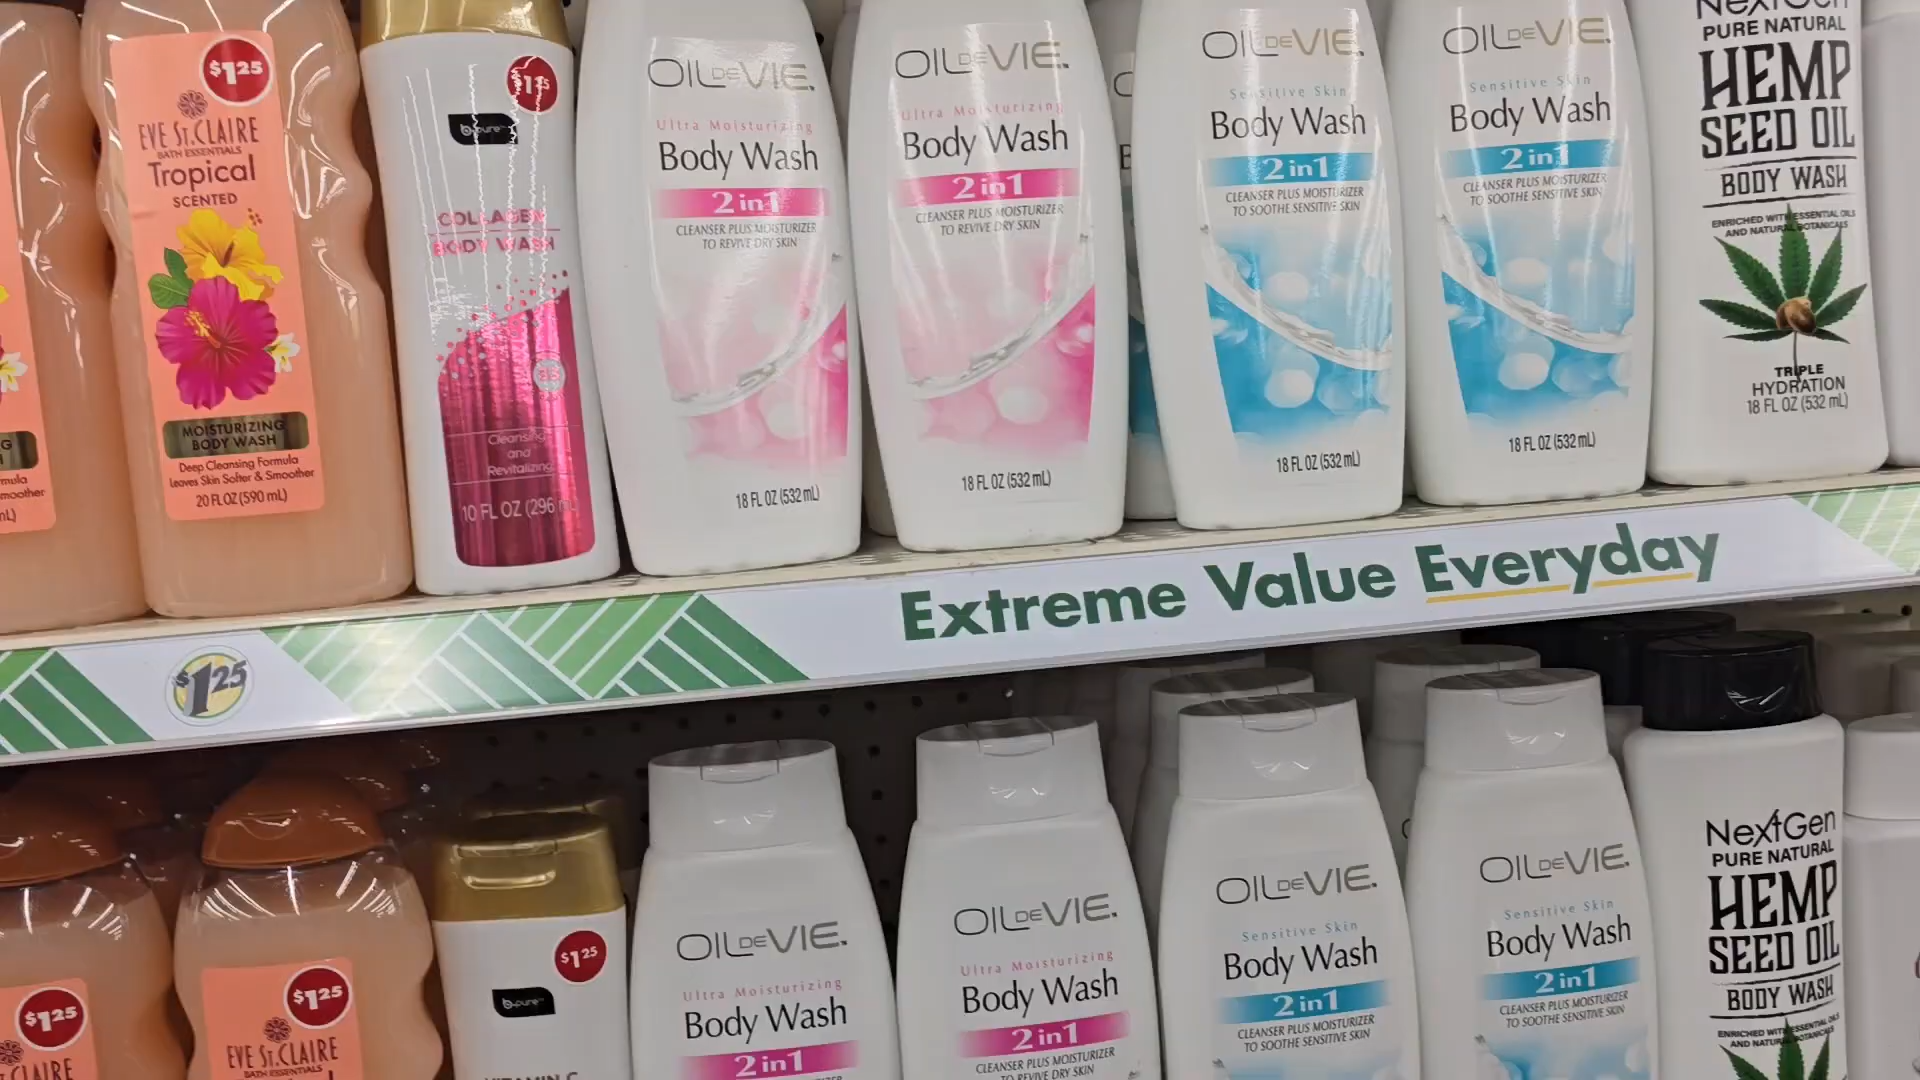 $1.25
EVE ST.CLAIRE
BATH ESSENTIALS
Tropical
SCENTED
MOISTURIZING
BODY WASH
Deep Cleansing Formula
Leaves Skin Softer & Smoother
20 FL OZ (590 mL)
b-pure
COLLAGEN
BODY WASH
Cleansing
and
Revitalizing
10 FL OZ (296
OIL DE VIE.
Ultra Moisturizing
Body Wash
2 in 1
CLEANSER PLUS MOISTURIZER
TO REVIVE DRY SKIN
18 FL OZ (532 mL)
OIL DE VIE.
Ultra Moisturizing
Body Wash
2 in 1
CLEANSER PLUS MOISTURIZER
TO REVIVE DRY SKIN
18 FL OZ (532 mL)
OIL DE VIE.
Sensitive Skin
Body Wash
2 in 1
CLEANSER PLUS MOISTURIZER
TO SOOTHE SENSITIVE SKIN
18 FL OZ (532 mL)
OIL DE VIE.
Sensitive Skin
Body Wash
2 in 1
CLEANSER PLUS MOISTURIZER
TO SOOTHE SENSITIVE SKIN
18 FL OZ (532 mL)
NextGen
PURE NATURAL
HEMP
SEED OIL
BODY WASH
ENRICHED WITH ESSENTIAL OILS
AND NATURAL BOTANICALS
TRIPLE
HYDRATION
18 FL OZ (532 mL)
$1.25
Extreme Value Everyday
$1.25
$1.25
EVE ST.CLAIRE
BATH ESSENTIALS
$1.25
b-pure
OIL DE VIE.
Ultra Moisturizing
Body Wash
2 in 1
OIL DE VIE.
Ultra Moisturizing
Body Wash
2 in 1
CLEANSER PLUS MOISTURIZER
TO REVIVE DRY SKIN
OIL DE VIE.
Sensitive Skin
Body Wash
2 in 1
CLEANSER PLUS MOISTURIZER
TO SOOTHE SENSITIVE SKIN
OIL DE VIE.
Sensitive Skin
Body Wash
2 in 1
CLEANSER PLUS MOISTURIZER
TO SOOTHE SENSITIVE SKIN
NextGen
PURE NATURAL
HEMP
SEED OIL
BODY WASH
ENRICHED WITH ESSENTIAL OILS
AND NATURAL BOTANICALS